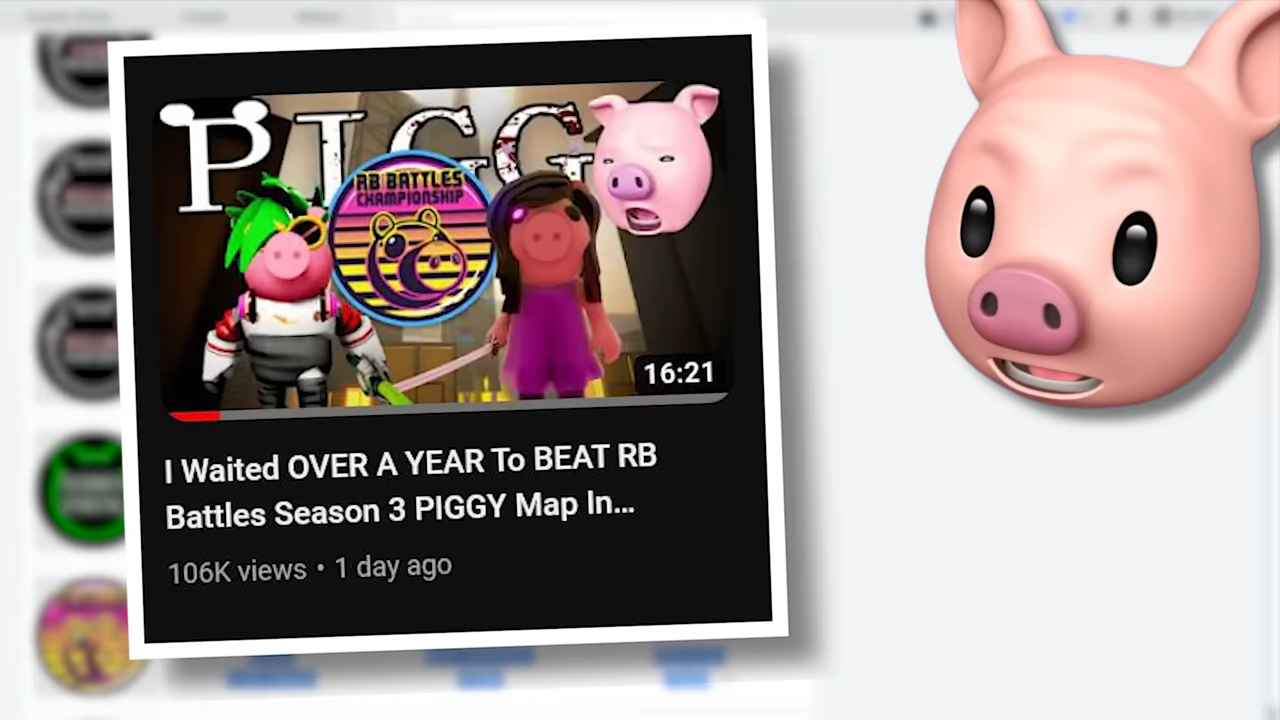 PIGG
RB BATTLES
CHAMPIONSHIP
16:21
I Waited OVER A YEAR To BEAT RB
Battles Season 3 PIGGY Map In...
106K views • 1 day ago